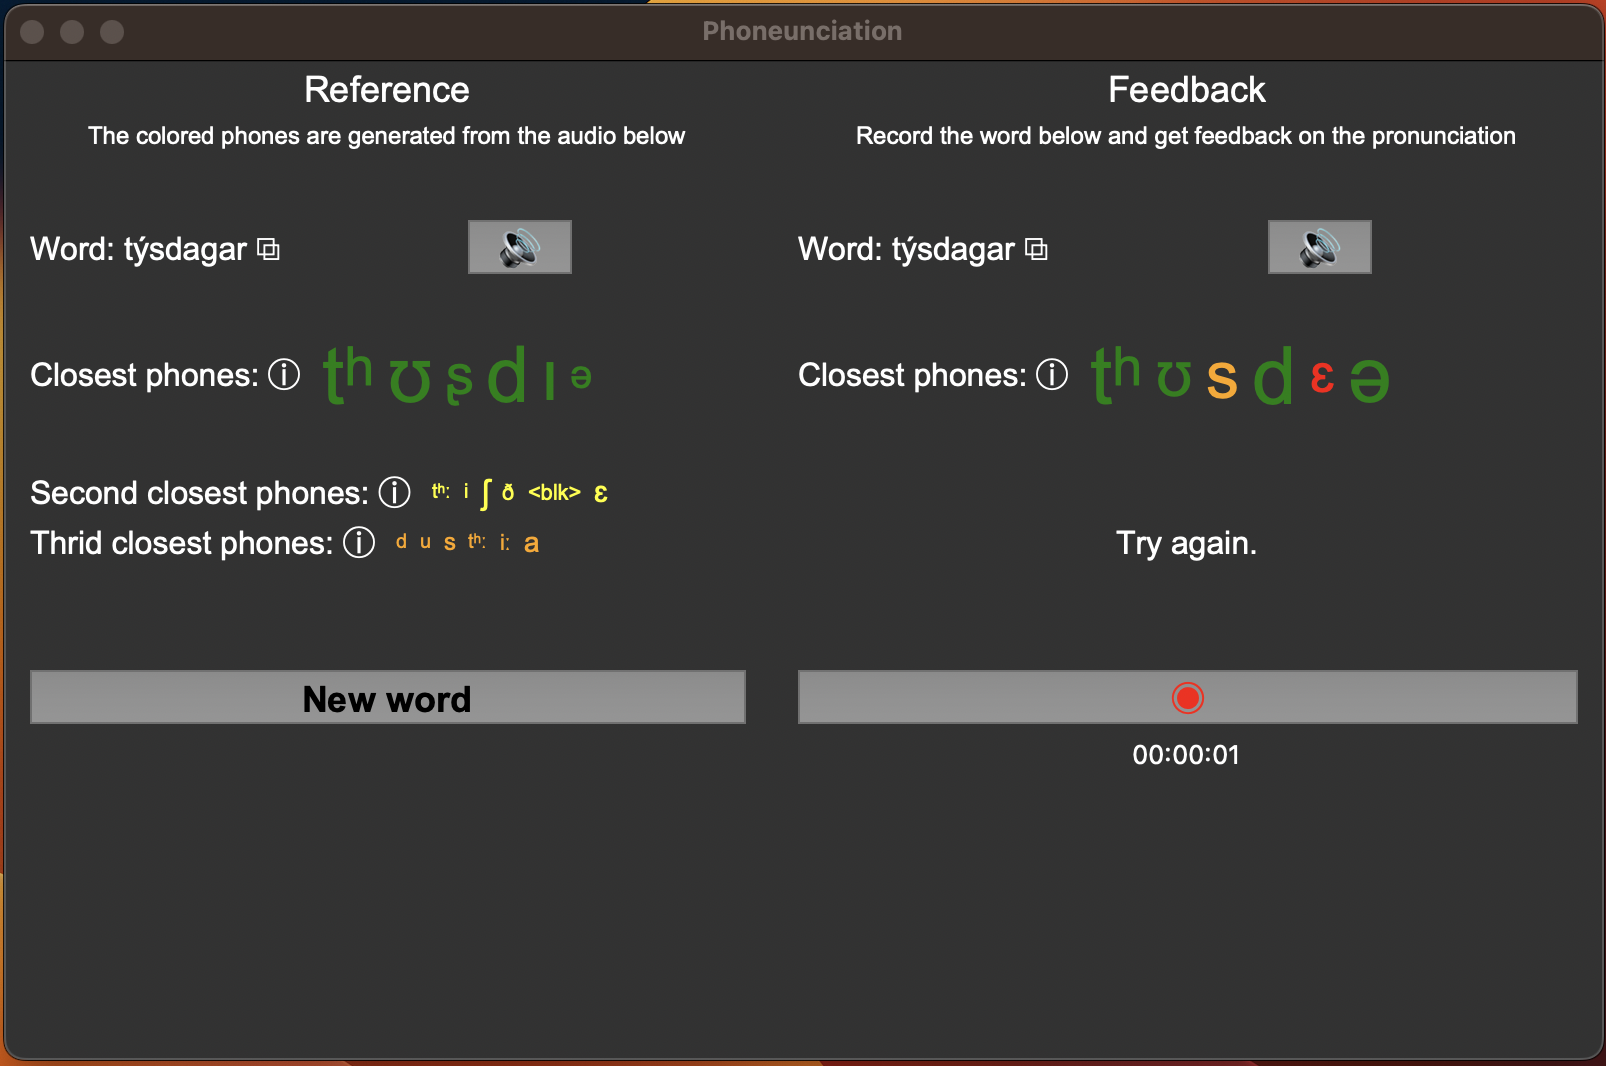 Phoneunciation
Reference
The colored phones are generated from the audio below
Word: týsdagar
Closest phones: ⓘ t̪ʰ ʊ ʂ d ɪ ə
Second closest phones: ⓘ tʰː i ʃ ð <blk> ɛ
Thrid closest phones: ⓘ d u s tʰː iː a
New word
Feedback
Record the word below and get feedback on the pronunciation
Word: týsdagar
Closest phones: ⓘ t̪ʰ ʊ s d ɛ ə
Try again.
00:00:01